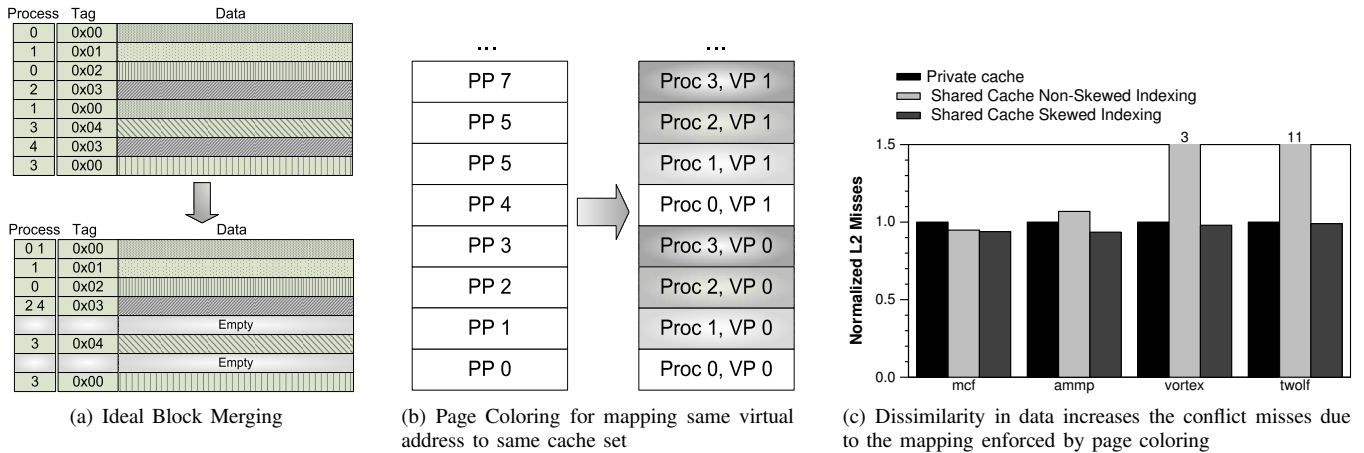 Process Tag Data
0 0x00
1 0x01
0 0x02
2 0x03
1 0x00
3 0x04
4 0x03
3 0x00
Process Tag Data
0 1 0x00
1 0x01
0 0x02
2 4 0x03
Empty
3 0x04
Empty
3 0x00
(a) Ideal Block Merging
...
PP 7
PP 5
PP 5
PP 4
PP 3
PP 2
PP 1
PP 0
...
Proc 3, VP 1
Proc 2, VP 1
Proc 1, VP 1
Proc 0, VP 1
Proc 3, VP 0
Proc 2, VP 0
Proc 1, VP 0
Proc 0, VP 0
(b) Page Coloring for mapping same virtual
address to same cache set
Private cache
Shared Cache Non-Skewed Indexing
Shared Cache Skewed Indexing
3 11
1.5
1.0
0.5
0.0
Normalized L2 Misses
mcf ammp vortex twolf
(c) Dissimilarity in data increases the conflict misses due
to the mapping enforced by page coloring